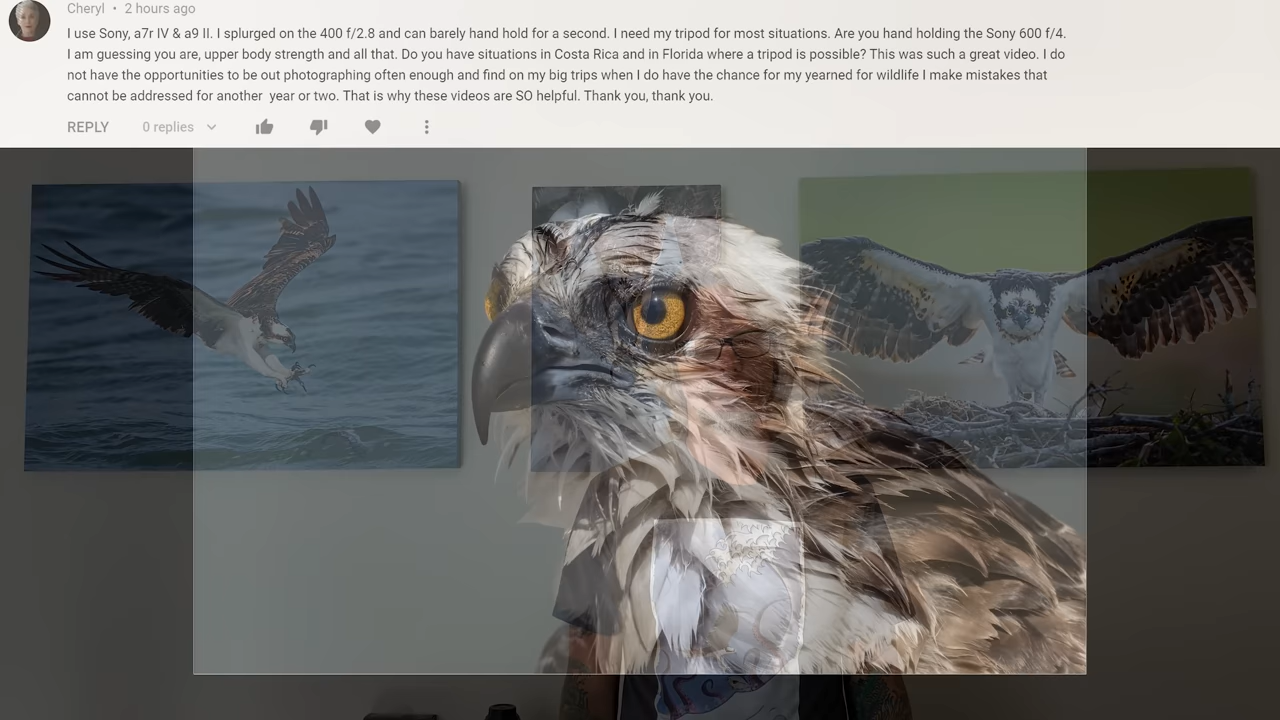 Cheryl • 2 hours ago
I use Sony, a7r IV & a9 II. I splurged on the 400 f/2.8 and can barely hand hold for a second. I need my tripod for most situations. Are you hand holding the Sony 600 f/4.
I am guessing you are, upper body strength and all that. Do you have situations in Costa Rica and in Florida where a tripod is possible? This was such a great video. I do
not have the opportunities to be out photographing often enough and find on my big trips when I do have the chance for my yearned for wildlife I make mistakes that
cannot be addressed for another  year or two. That is why these videos are SO helpful. Thank you, thank you.
REPLY 0 replies